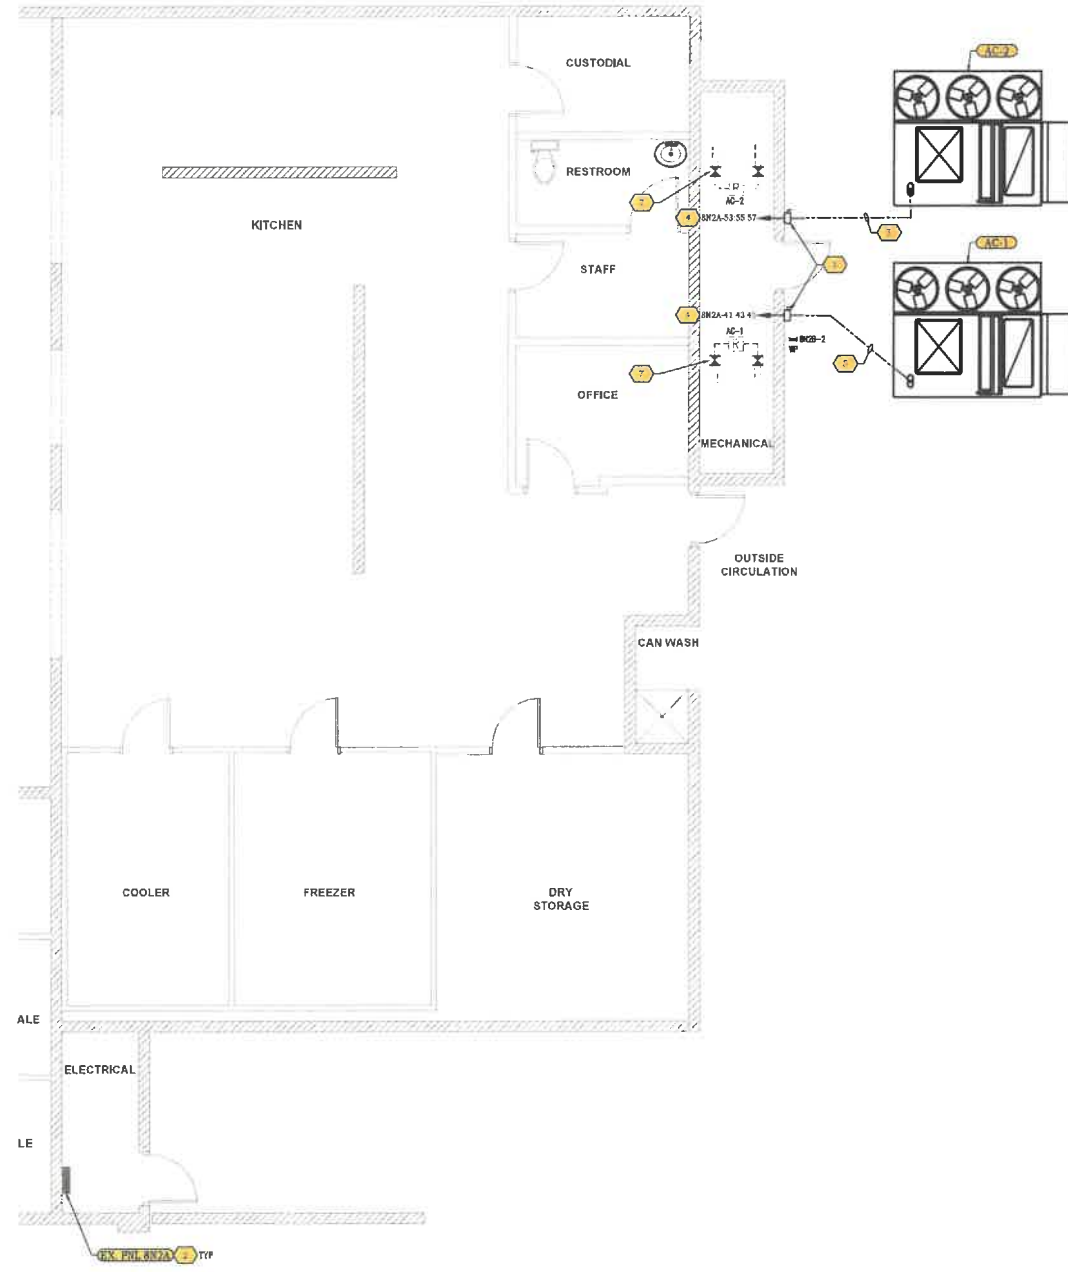 AC-2
CUSTODIAL
RESTROOM
AC-2
8N2A-53 55 57
KITCHEN
AC-1
STAFF
8N2A-41 43
AC-1
WP
OFFICE
MECHANICAL
OUTSIDE
CIRCULATION
CAN WASH
COOLER
FREEZER
DRY
STORAGE
ALE
ELECTRICAL
LE
EX. PNL 8N2A
TYP